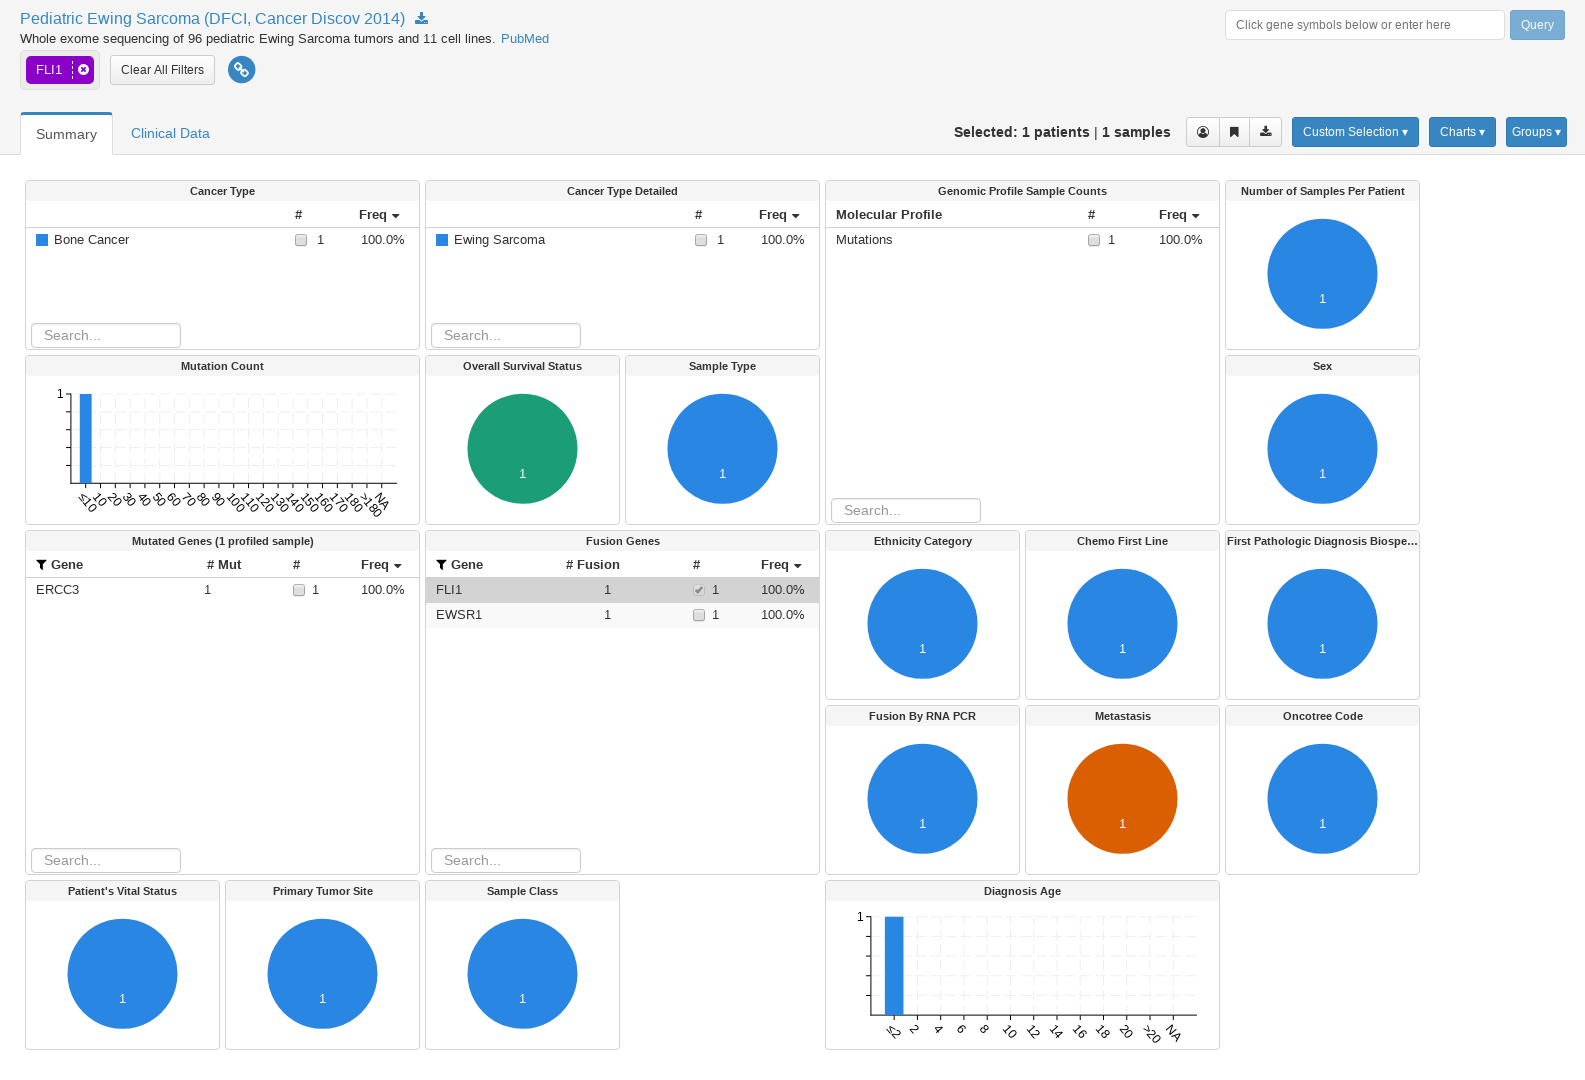 Pediatric Ewing Sarcoma (DFCI, Cancer Discov 2014)
Click gene symbols below or enter here
Query
Whole exome sequencing of 96 pediatric Ewing Sarcoma tumors and 11 cell lines. PubMed
FLI1
Clear All Filters
Summary
Clinical Data
Selected: 1 patients | 1 samples
Custom Selection ▾
Charts ▾
Groups ▾
Cancer Type
# Freq
Bone Cancer 1 100.0%
Search...
Cancer Type Detailed
# Freq
Ewing Sarcoma 1 100.0%
Search...
Genomic Profile Sample Counts
Molecular Profile # Freq
Mutations 1 100.0%
Search...
Number of Samples Per Patient
1
Mutation Count
1
≤10 10 20 30 40 50 60 70 80 90 100 110 120 130 140 150 160 170 180 >180 NA
Overall Survival Status
1
Sample Type
1
Sex
1
Mutated Genes (1 profiled sample)
Gene # Mut # Freq
ERCC3 1 1 100.0%
Search...
Fusion Genes
Gene # Fusion # Freq
FLI1 1 1 100.0%
EWSR1 1 1 100.0%
Search...
Ethnicity Category
1
Chemo First Line
1
First Pathologic Diagnosis Biospe...
1
Fusion By RNA PCR
1
Metastasis
1
Oncotree Code
1
Patient's Vital Status
1
Primary Tumor Site
1
Sample Class
1
Diagnosis Age
1
≤2 2 4 6 8 10 12 14 16 18 20 >20 NA